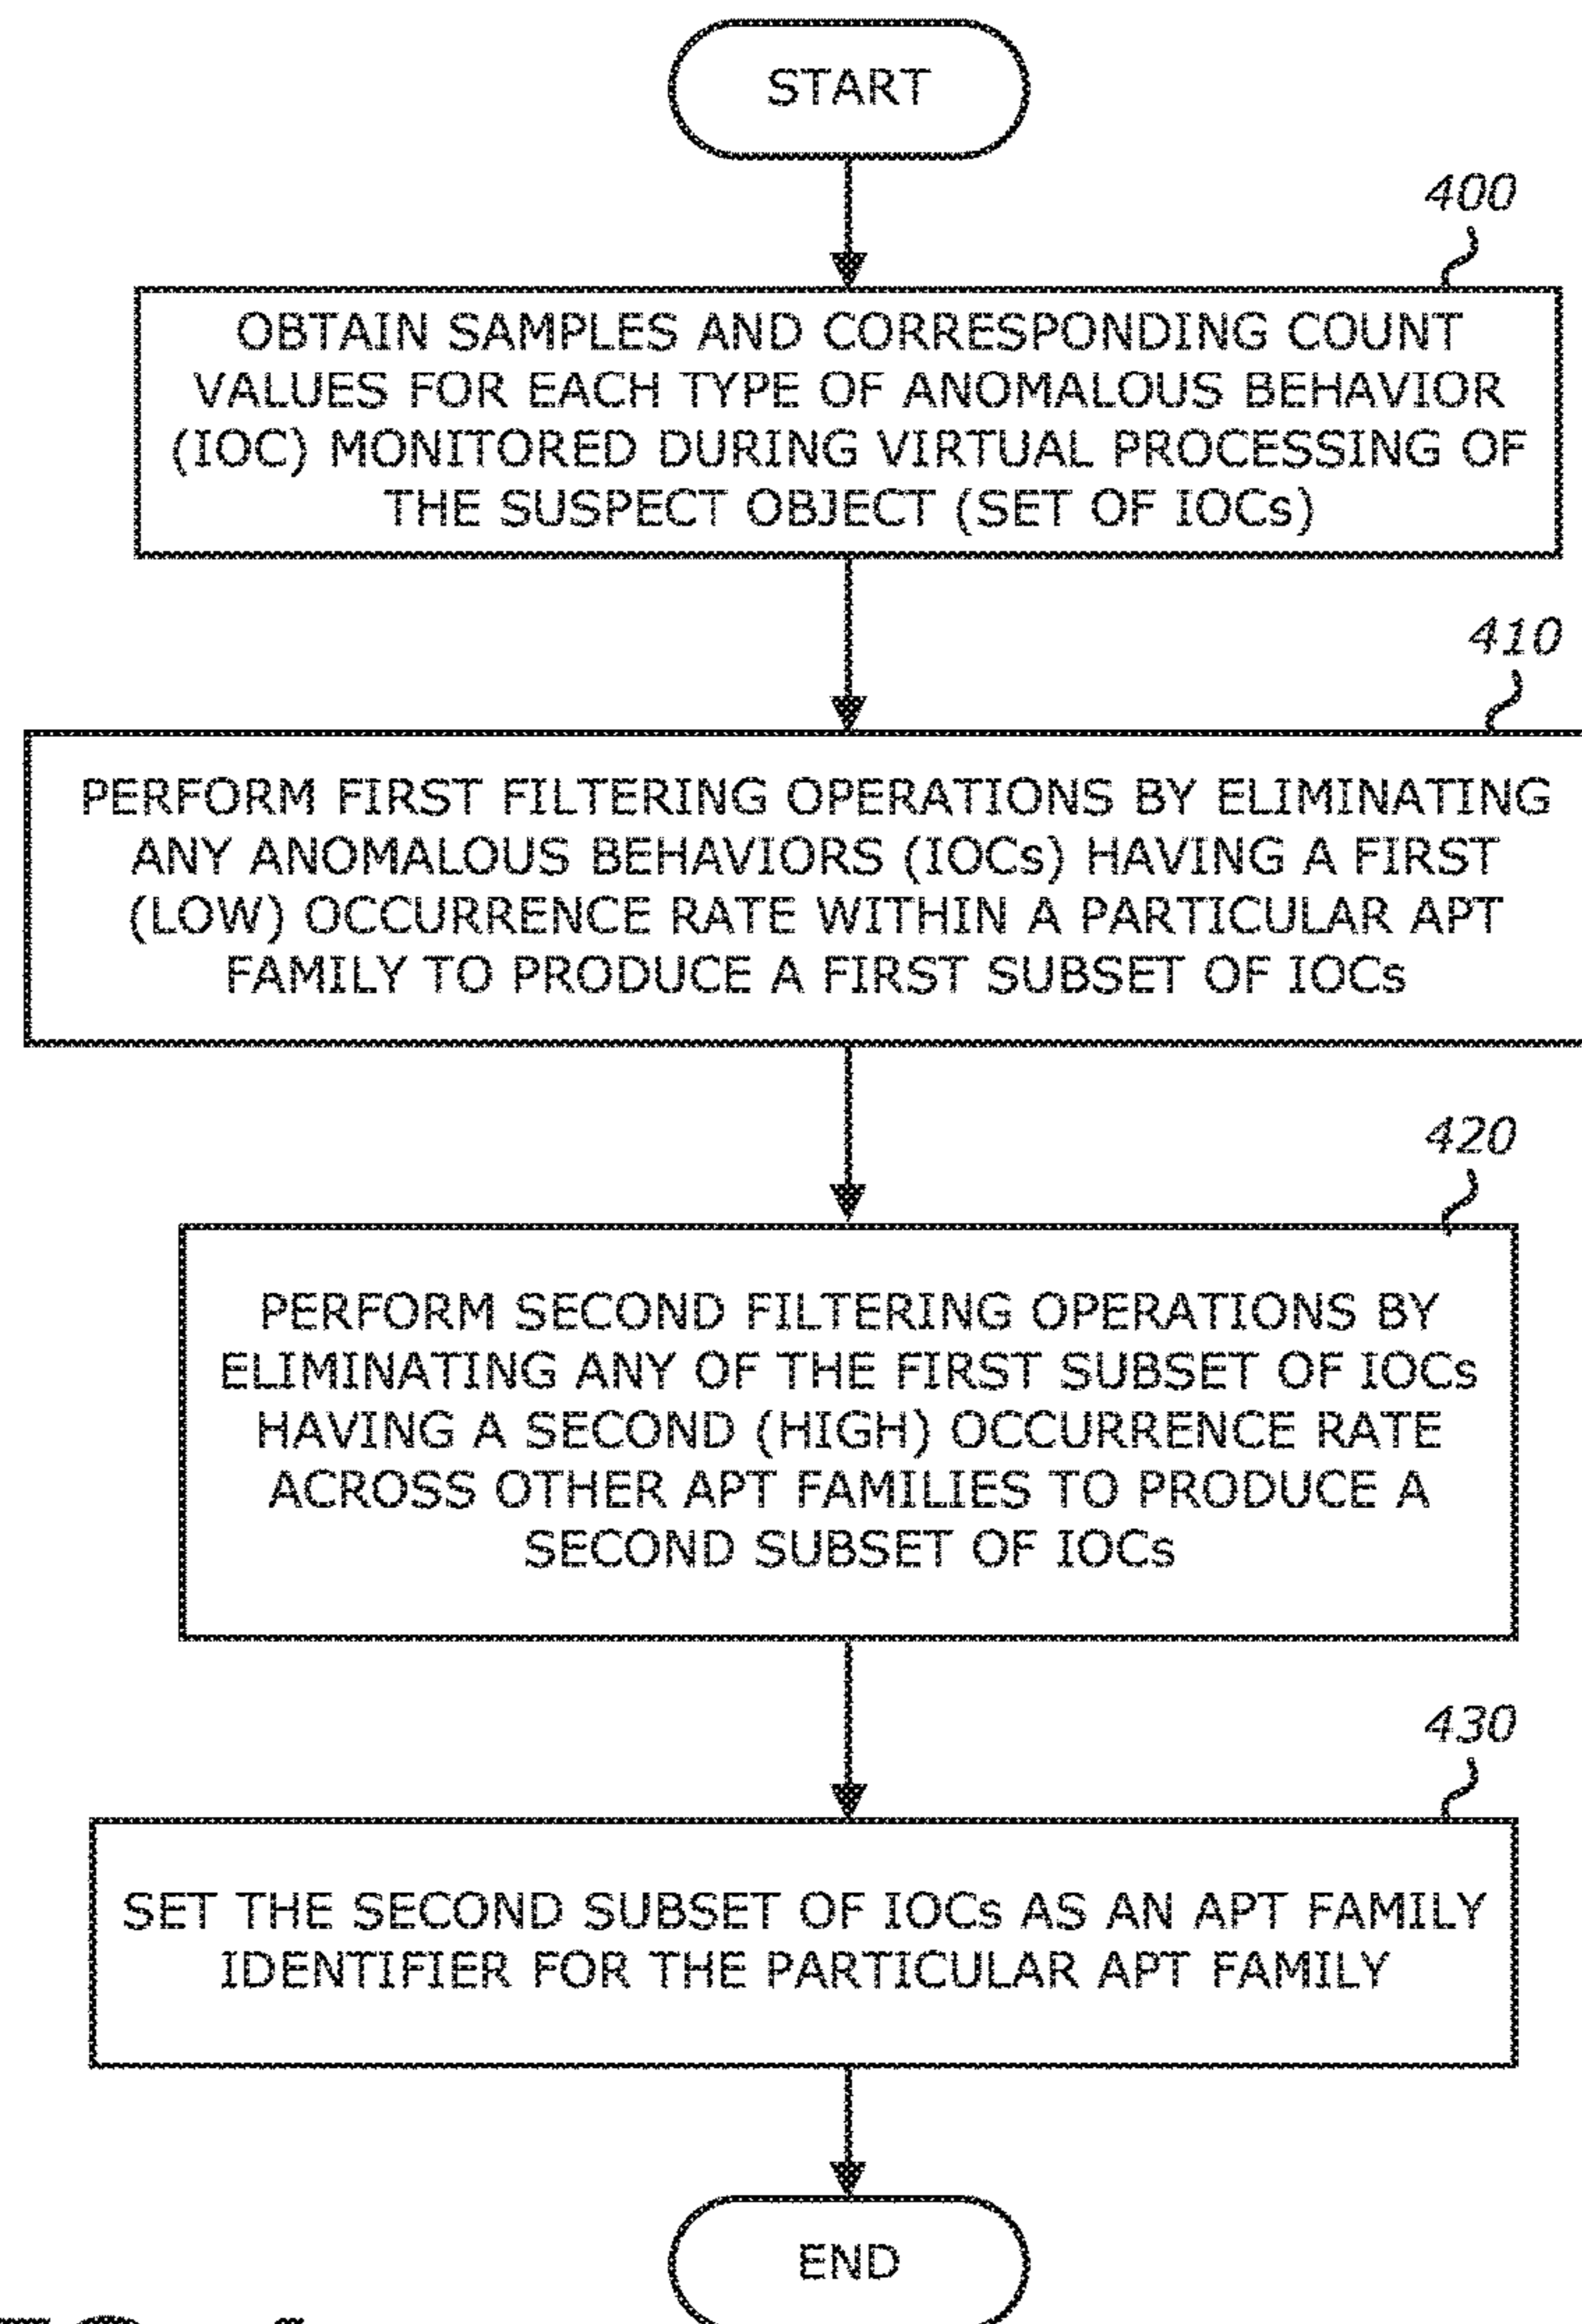 START
400
OBTAIN SAMPLES AND CORRESPONDING COUNT
VALUES FOR EACH TYPE OF ANOMALOUS BEHAVIOR
(IOC) MONITORED DURING VIRTUAL PROCESSING OF
THE SUSPECT OBJECT (SET OF IOCs)
410
PERFORM FIRST FILTERING OPERATIONS BY ELIMINATING
ANY ANOMALOUS BEHAVIORS (IOCs) HAVING A FIRST
(LOW) OCCURRENCE RATE WITHIN A PARTICULAR APT
FAMILY TO PRODUCE A FIRST SUBSET OF IOCs
420
PERFORM SECOND FILTERING OPERATIONS BY
ELIMINATING ANY OF THE FIRST SUBSET OF IOCs
HAVING A SECOND (HIGH) OCCURRENCE RATE
ACROSS OTHER APT FAMILIES TO PRODUCE A
SECOND SUBSET OF IOCs
430
SET THE SECOND SUBSET OF IOCs AS AN APT FAMILY
IDENTIFIER FOR THE PARTICULAR APT FAMILY
END